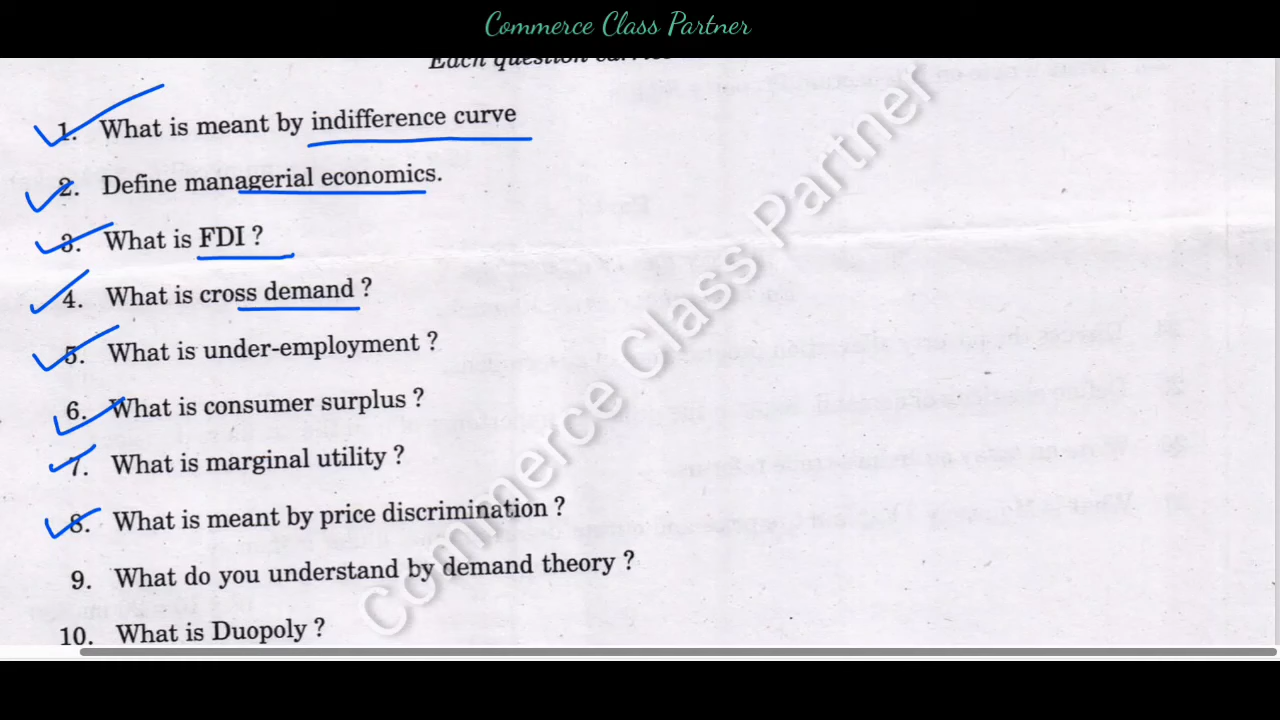 Commerce Class Partner
Each question
1. What is meant by indifference curve
2. Define managerial economics.
3. What is FDI ?
4. What is cross demand ?
5. What is under-employment ?
6. What is consumer surplus ?
7. What is marginal utility ?
8. What is meant by price discrimination ?
9. What do you understand by demand theory ?
10. What is Duopoly ?
Commerce Class Partner